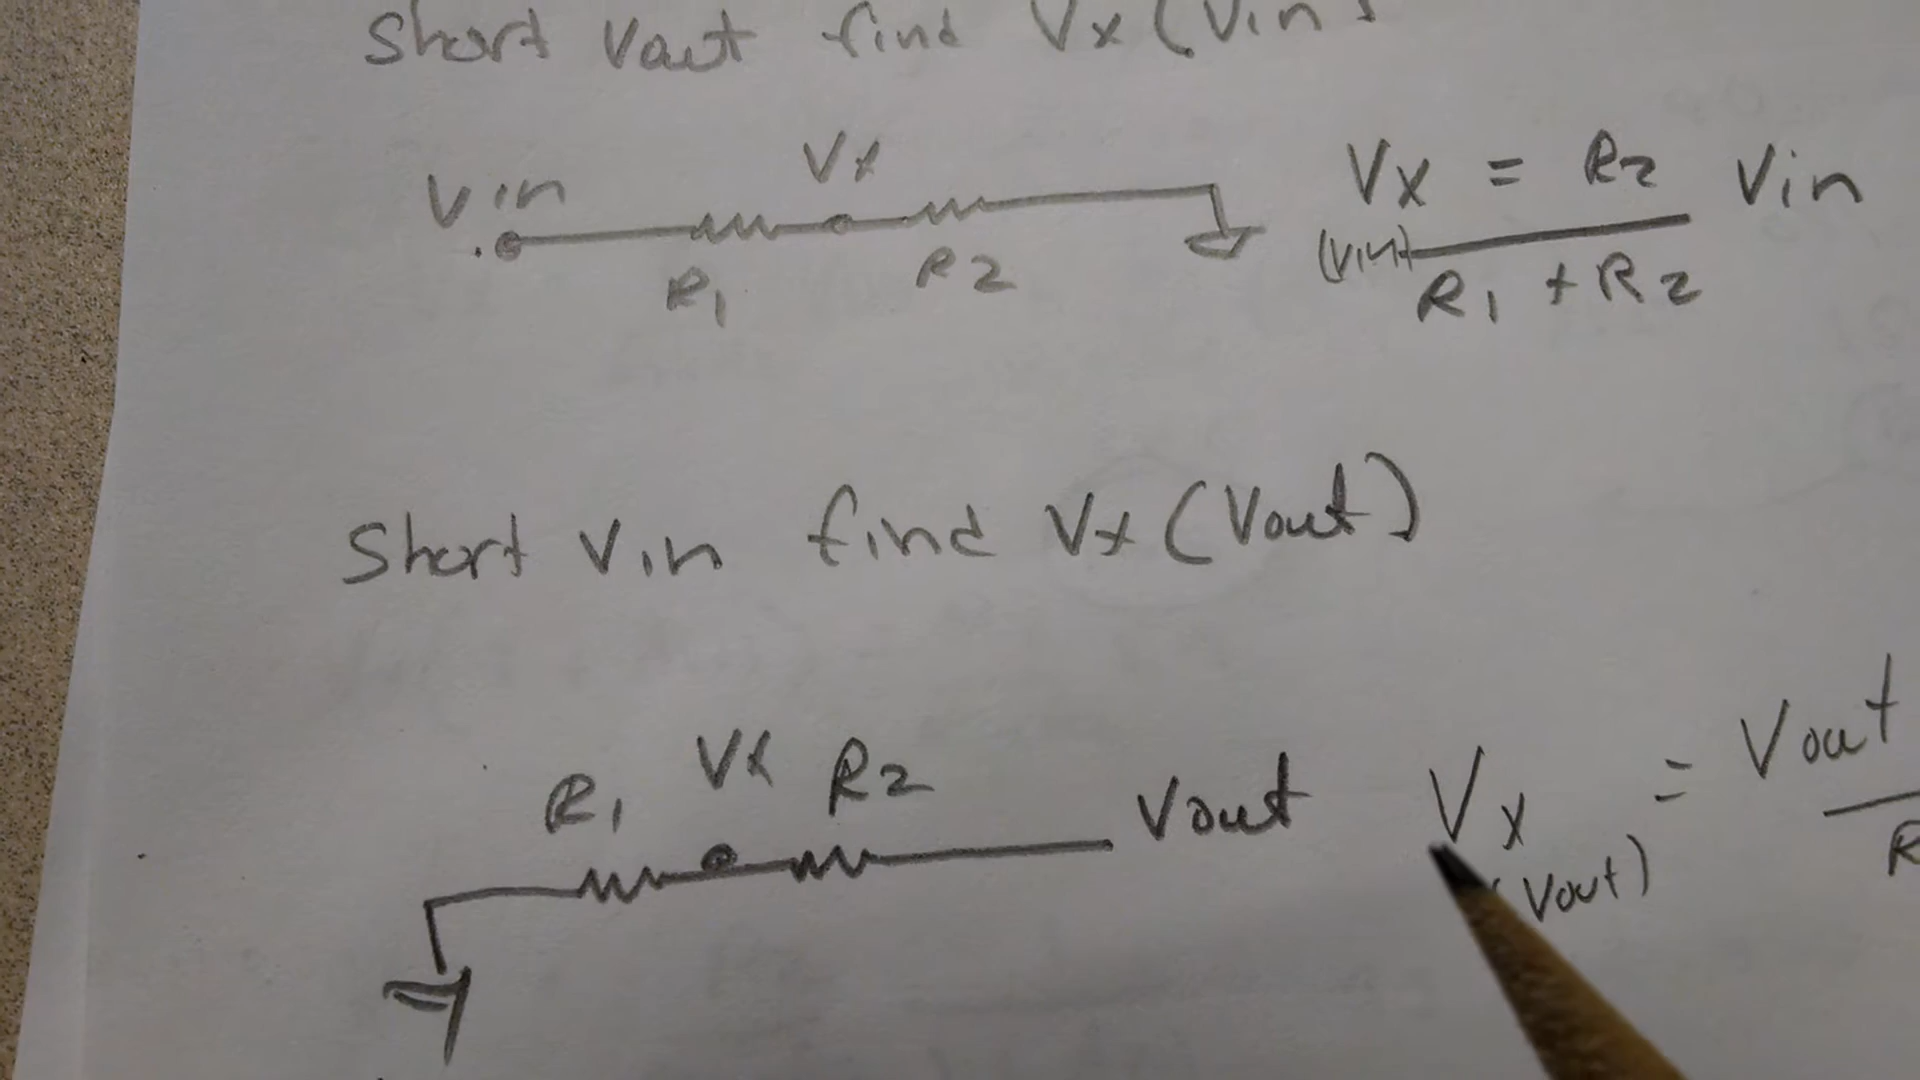 Short Vout find Vx (Vin)
Vin Vx
R1 R2
Vx = R2 Vin
(Vin) R1 + R2
Short Vin find Vx (Vout)
R1 Vx R2 Vout
Vx = Vout
(Vout) R